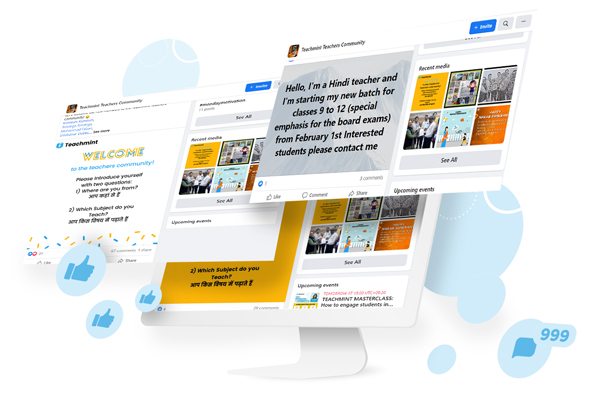 Teachmint Teachers Community
+ Invite
Hello, I'm a Hindi teacher and
I'm starting my new batch for
classes 9 to 12 (special
emphasis for the board exams)
from February 1st Interested
students please contact me
3 comments
Like
Comment
Share
Recent media
See All
Upcoming events
Teachmint Teachers Community
+ Invite
See more
Teachmint
WELCOME
to the teachers community!
Please introduce yourself
with two questions:
1) Where are you from?
आप कहां से हैं
2) Which Subject do you
Teach?
आप किस विषय में पढ़ाते हैं
Like
Share
#mondaymotivation
See All
Recent media
See All
Upcoming events
2) Which Subject do you
Teach?
आप किस विषय में पढ़ाते हैं
See All
Upcoming events
TEACHMINT MASTERCLASS:
How to engage students in...
999